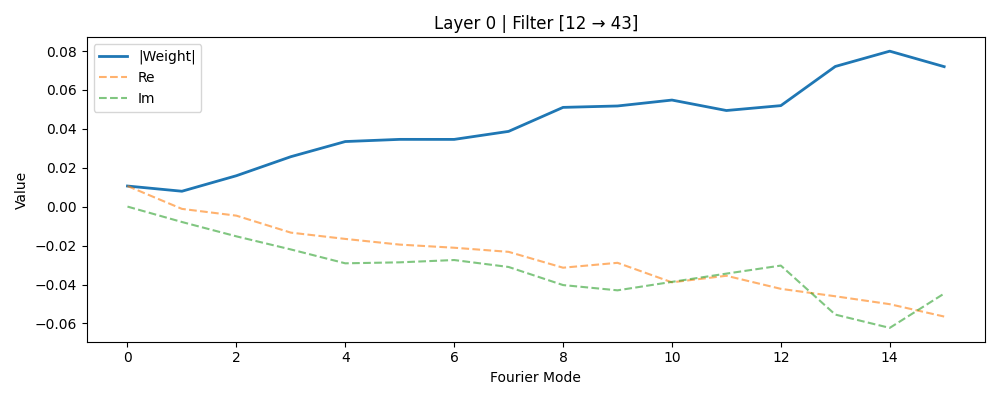 Layer 0 | Filter [12 → 43]
|Weight|
Re
Im
Value
0.08
0.06
0.04
0.02
0.00
−0.02
−0.04
−0.06
0 2 4 6 8 10 12 14
Fourier Mode